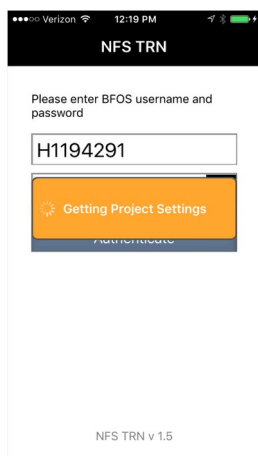 Verizon 12:19 PM
NFS TRN
Please enter BFOS username and
password
H1194291
Getting Project Settings
Authenticate
NFS TRN v 1.5